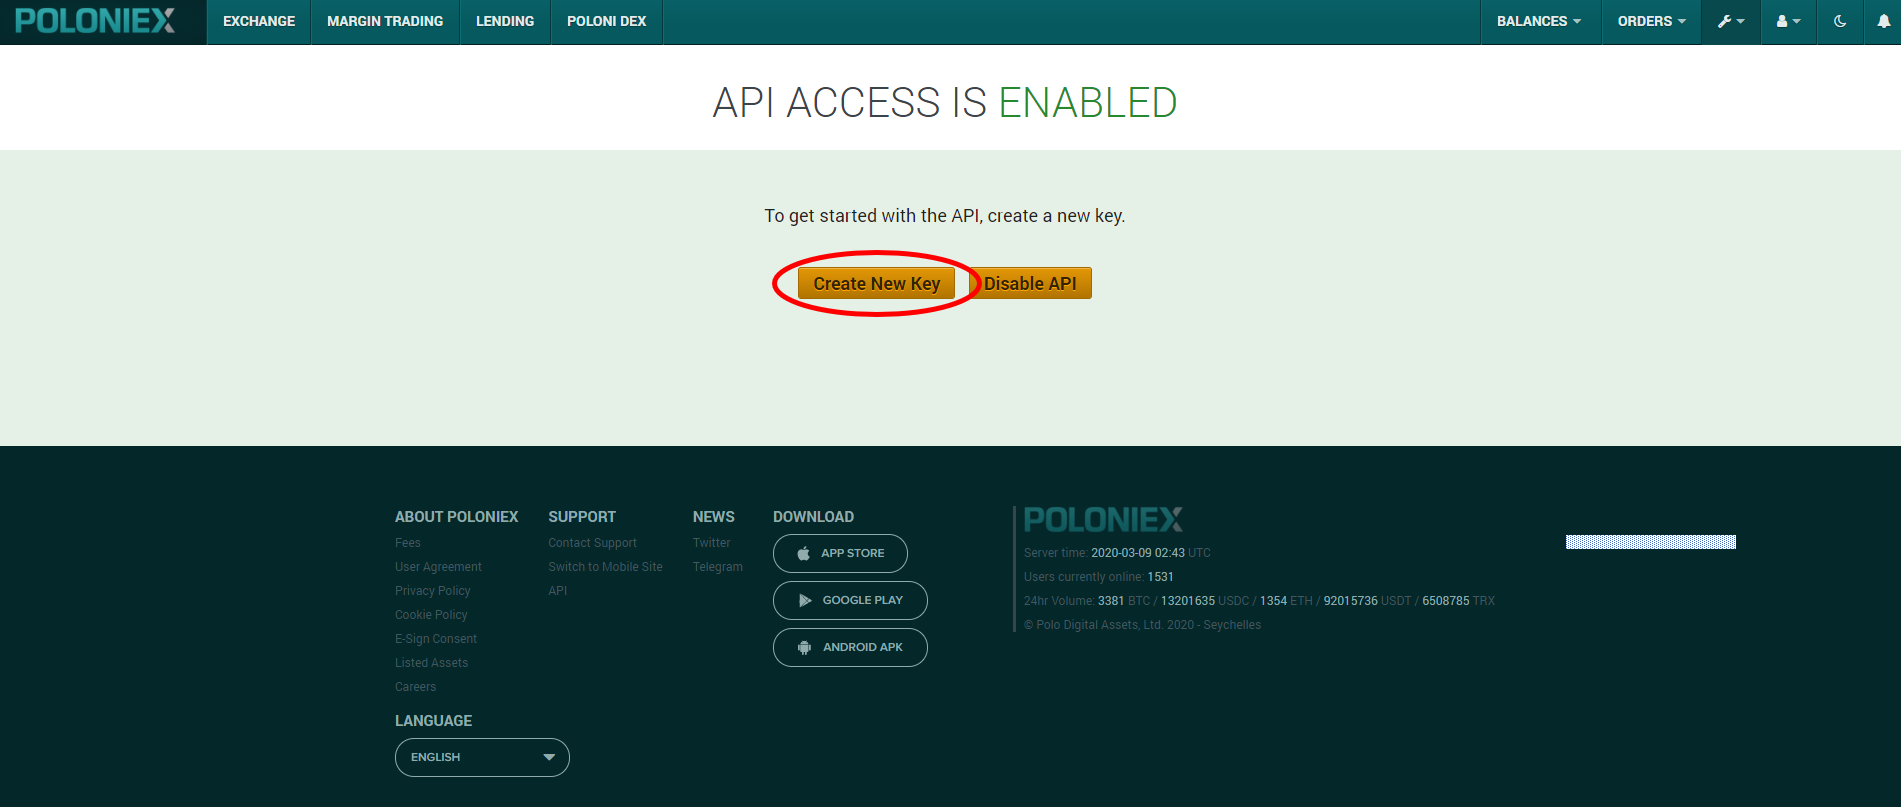 POLONIEX
EXCHANGE
MARGIN TRADING
LENDING
POLONI DEX
BALANCES
ORDERS
API ACCESS IS ENABLED
To get started with the API, create a new key.
Create New Key
Disable API
ABOUT POLONIEX
Fees
User Agreement
Privacy Policy
Cookie Policy
E-Sign Consent
Listed Assets
Careers
SUPPORT
Contact Support
Switch to Mobile Site
API
NEWS
Twitter
Telegram
DOWNLOAD
APP STORE
GOOGLE PLAY
ANDROID APK
LANGUAGE
ENGLISH
POLONIEX
Server time: 2020-03-09 02:43 UTC
Users currently online: 1531
24hr Volume: 3381 BTC / 13201635 USDC / 1354 ETH / 92015736 USDT / 6508785 TRX
© Polo Digital Assets, Ltd. 2020 - Seychelles